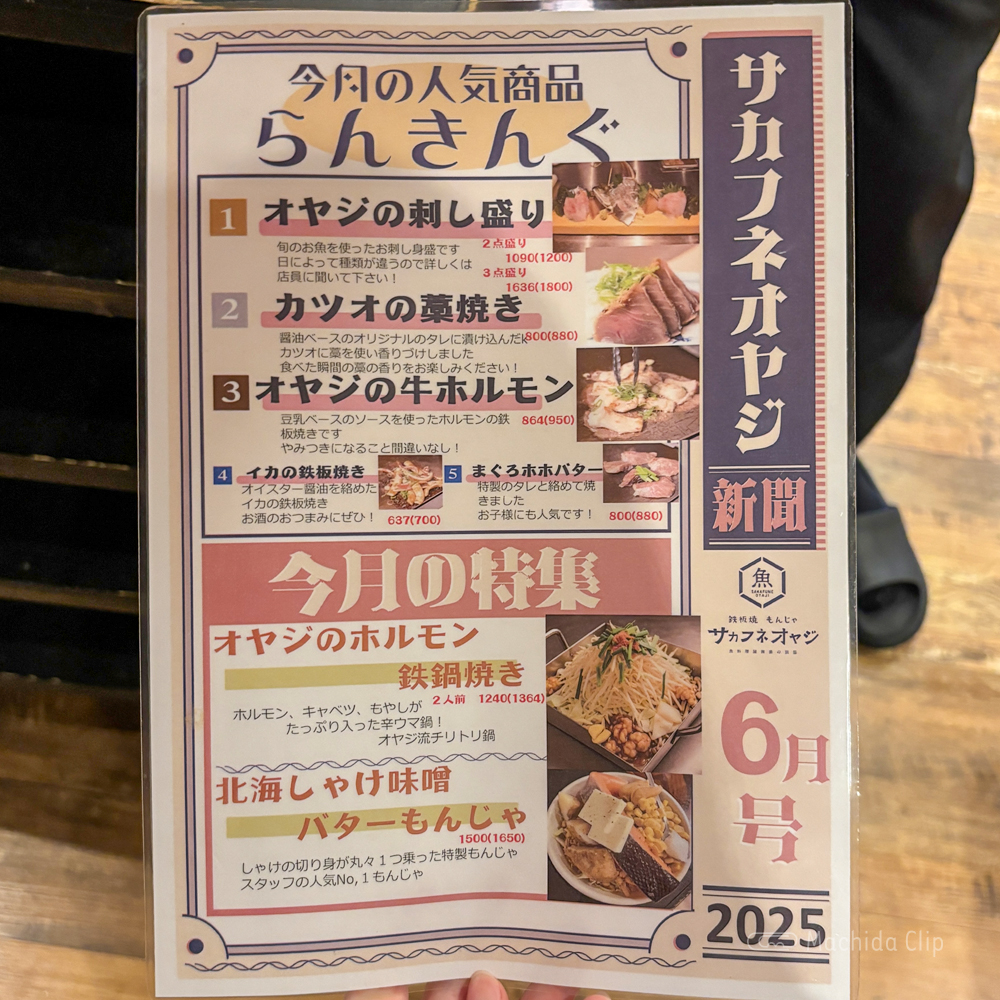 今月の人気商品
らんきんぐ
1 オヤジの刺し盛り
旬のお魚を使ったお刺し身盛です
日によって種類が違うので詳しくは
店員に聞いて下さい！
2点盛り
1090(1200)
3点盛り
1636(1800)
2 カツオの藁焼き
醤油ベースのオリジナルのタレに漬け込んだ
800(880)
カツオに藁を使い香りづけしました
食べた瞬間の藁の香りをお楽しみください！
3 オヤジの牛ホルモン
豆乳ベースのソースを使ったホルモンの鉄
板焼きです
やみつきになること間違いなし！
864(950)
4 イカの鉄板焼き
オイスター醤油を絡めた
イカの鉄板焼き
お酒のおつまみにぜひ！
637(700)
5 まぐろホホバター
特製のタレと絡めて焼
きました
お子様にも人気です！
800(880)
今月の特集
オヤジのホルモン
鉄鍋焼き
2人前 1240(1364)
ホルモン、キャベツ、もやしが
たっぷり入った辛ウマ鍋！
オヤジ流チリトリ鍋
北海しゃけ味噌
バターもんじゃ
1500(1650)
しゃけの切り身が丸々１つ乗った特製もんじゃ
スタッフの人気No,１もんじゃ
サカフネオヤジ
新聞
魚
SAKAFUNE
OYAJI
鉄板焼 もんじゃ
サカフネオヤジ
6月
号
2025
Machida Clip